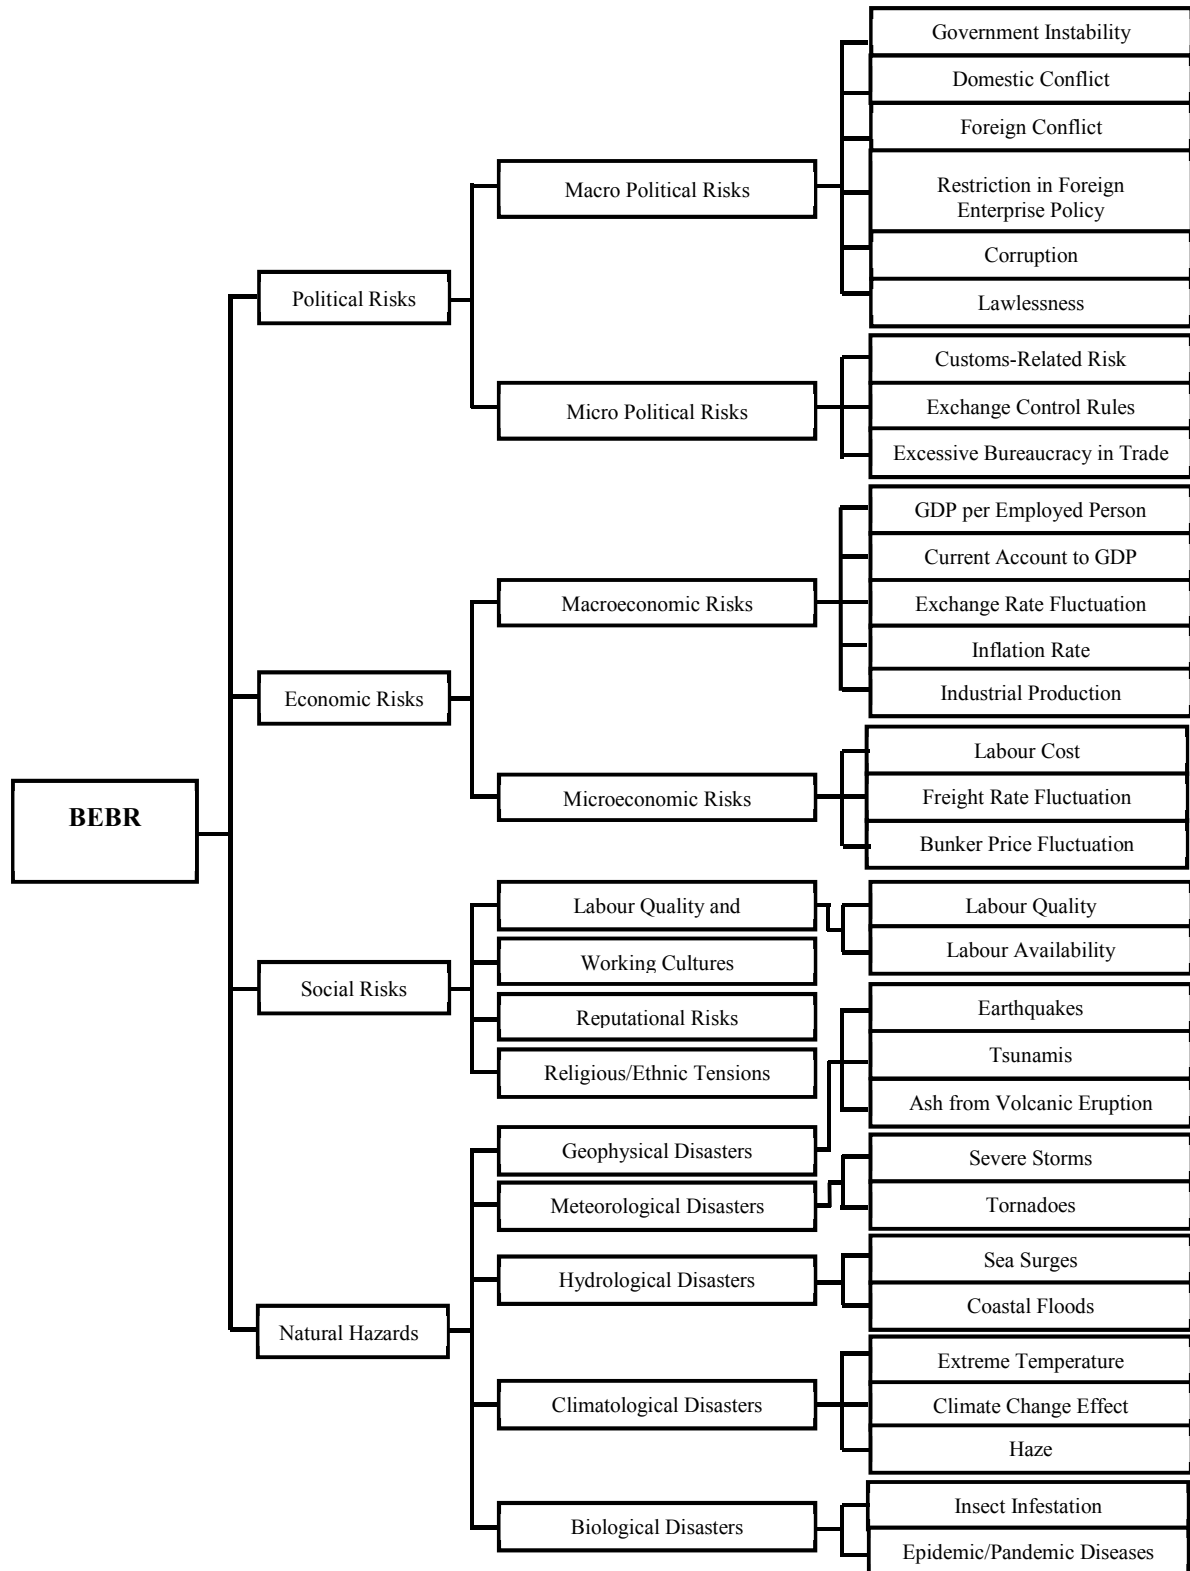 BEBR
Political Risks
Macro Political Risks
Government Instability
Domestic Conflict
Foreign Conflict
Restriction in Foreign
Enterprise Policy
Corruption
Lawlessness
Micro Political Risks
Customs-Related Risk
Exchange Control Rules
Excessive Bureaucracy in Trade
Economic Risks
Macroeconomic Risks
GDP per Employed Person
Current Account to GDP
Exchange Rate Fluctuation
Inflation Rate
Industrial Production
Microeconomic Risks
Labour Cost
Freight Rate Fluctuation
Bunker Price Fluctuation
Social Risks
Labour Quality and
Labour Quality
Labour Availability
Working Cultures
Reputational Risks
Religious/Ethnic Tensions
Natural Hazards
Geophysical Disasters
Earthquakes
Tsunamis
Ash from Volcanic Eruption
Meteorological Disasters
Severe Storms
Tornadoes
Hydrological Disasters
Sea Surges
Coastal Floods
Climatological Disasters
Extreme Temperature
Climate Change Effect
Haze
Biological Disasters
Insect Infestation
Epidemic/Pandemic Diseases